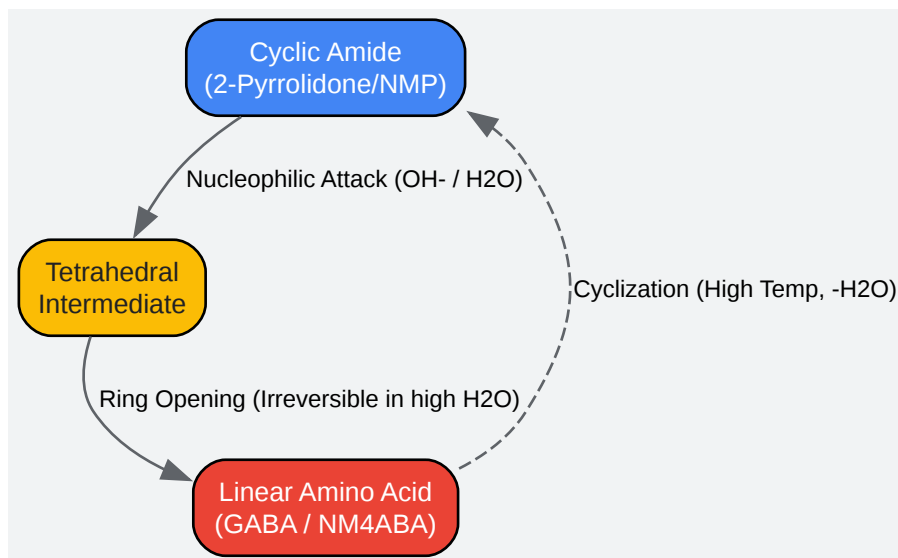 Cyclic Amide
(2-Pyrrolidone/NMP)
Nucleophilic Attack (OH- / H2O)
Tetrahedral
Intermediate
Cyclization (High Temp, -H2O)
Ring Opening (Irreversible in high H2O)
Linear Amino Acid
(GABA / NM4ABA)